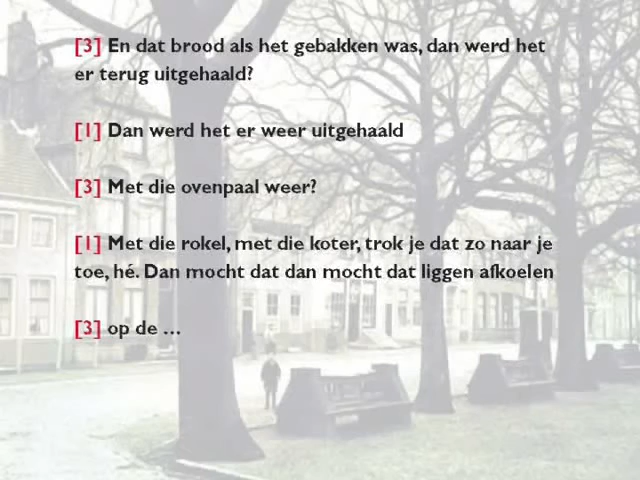 [3] En dat brood als het gebakken was, dan werd het
er terug uitgehaald?
[1] Dan werd het er weer uitgehaald
[3] Met die ovenpaal weer?
[1] Met die rokel, met die koter, trok je dat zo naar je
toe, hé. Dan mocht dat dan mocht dat liggen afkoelen
[3] op de …